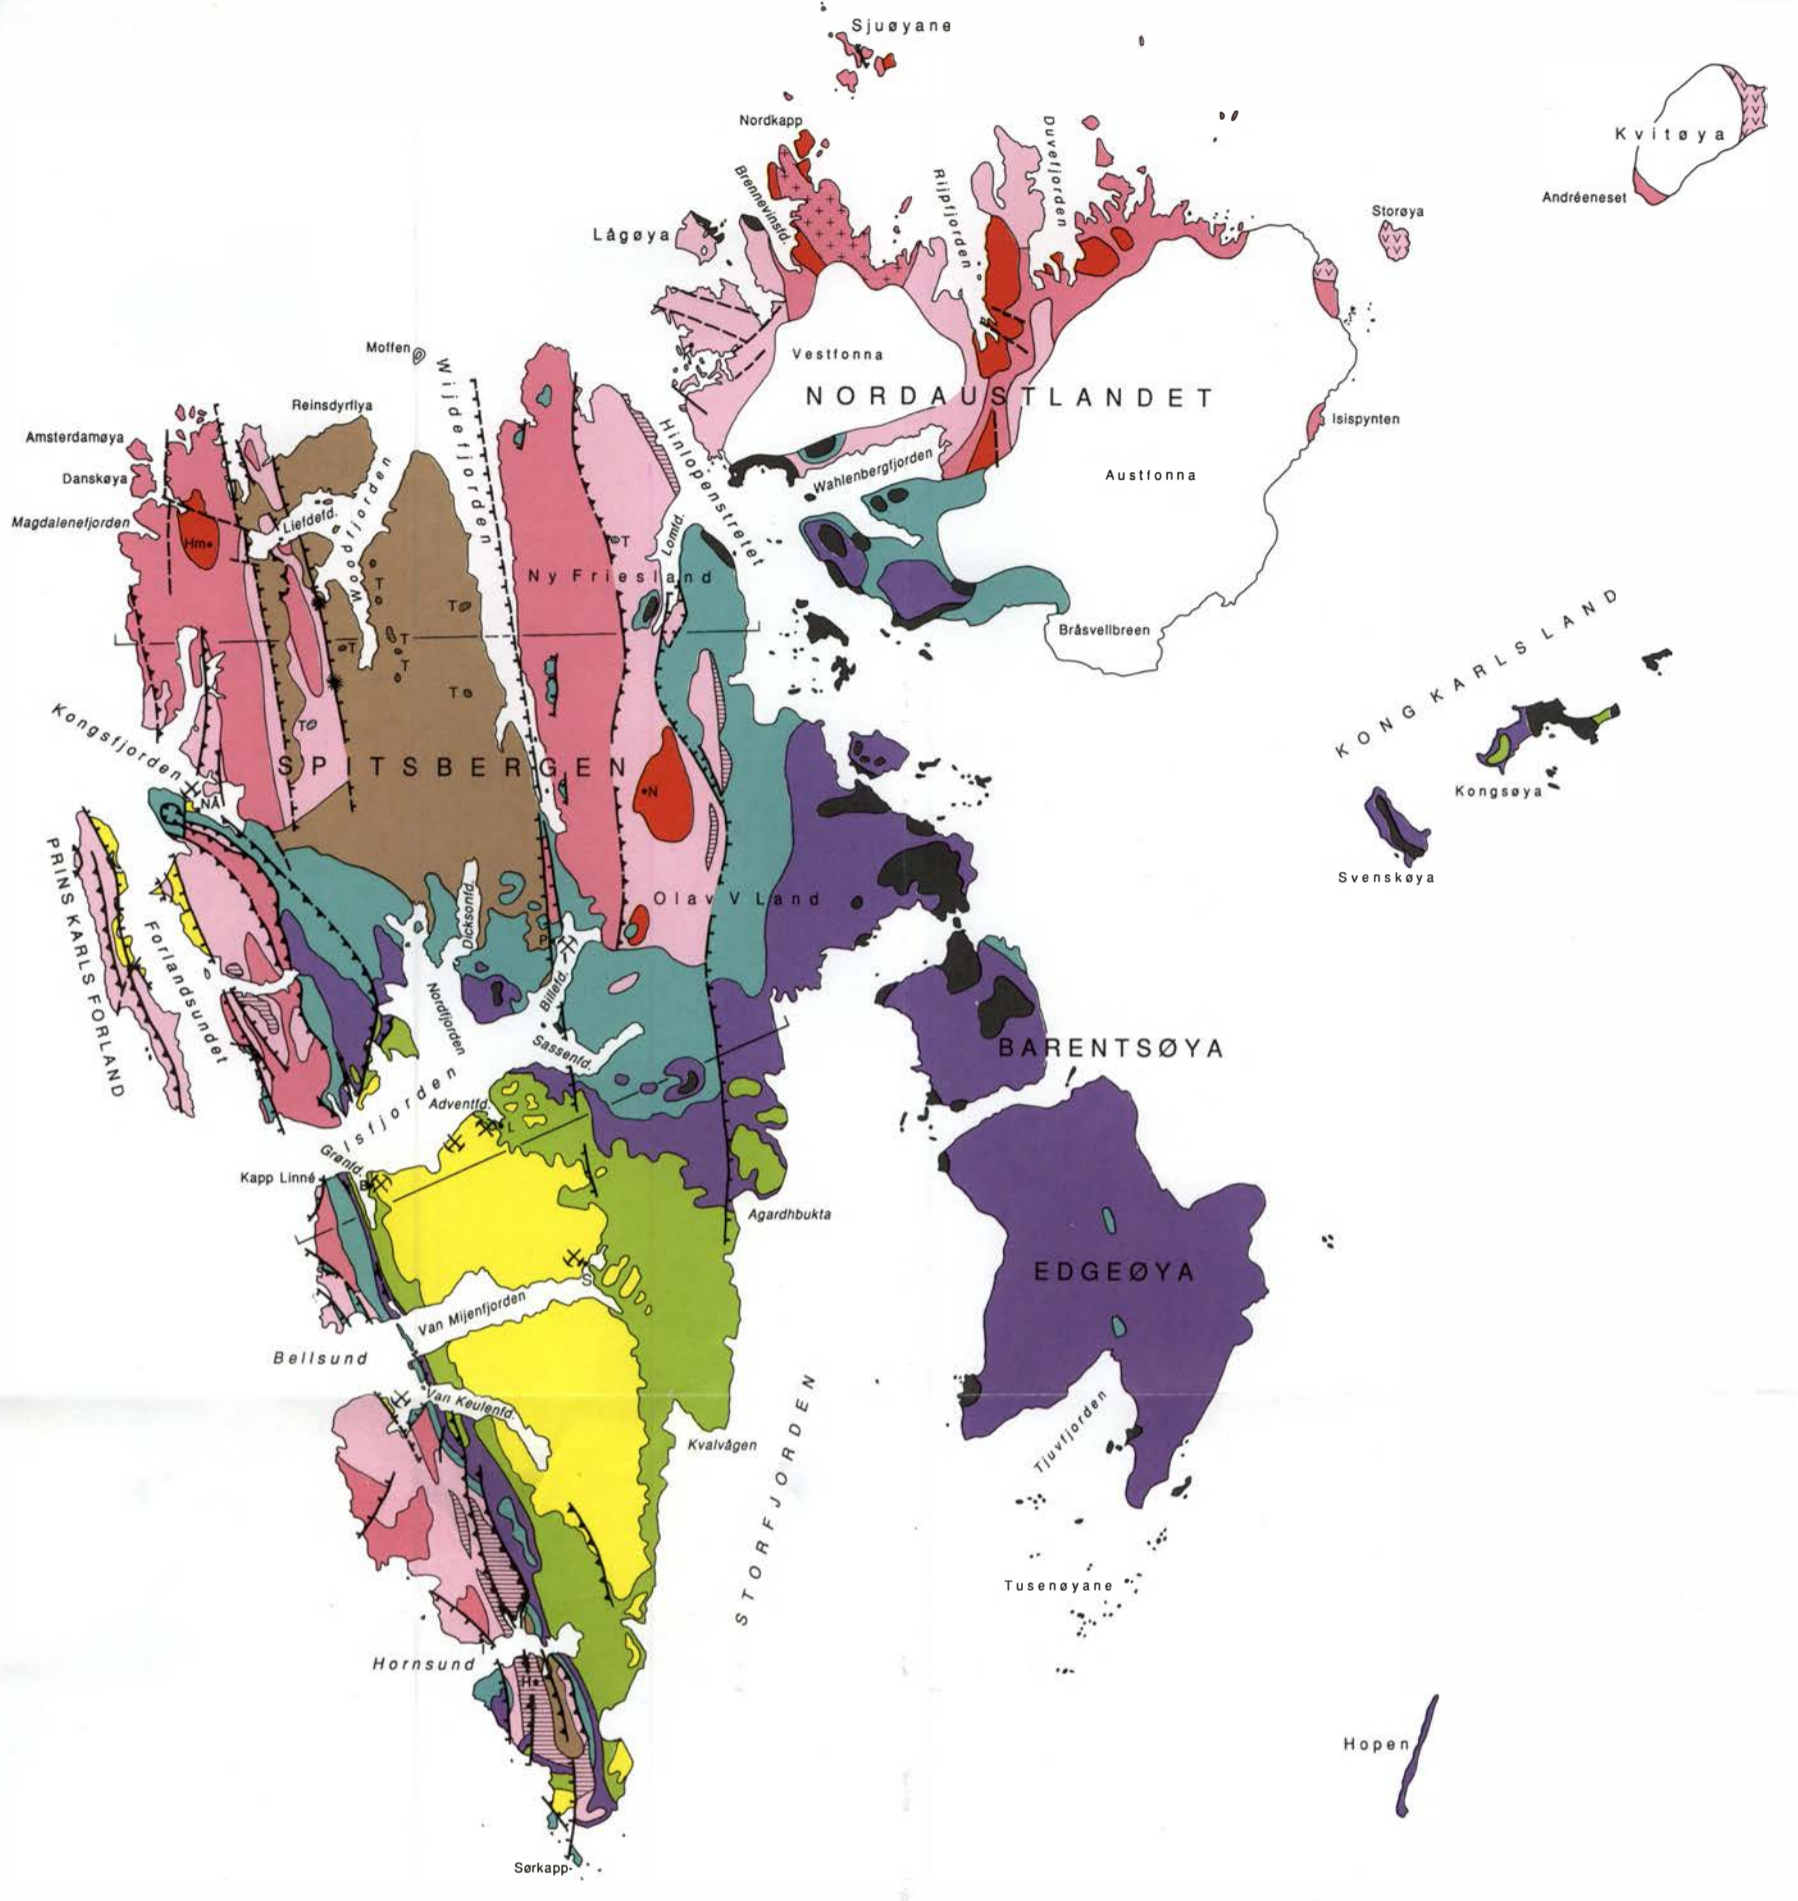 Sjuøyane
Nordkapp
Duvefjorden
Kvitøya
Brennevinsfd.
Rijpfjorden
Andréeneset
Storøya
Lågøya
Moffen
Vestfonna
Wijdefjorden
NORDAUSTLANDET
Reinsdyrflya
Isispynten
Amsterdamøya
Hinlopenstretet
Danskøya
Wahlenbergfjorden
Austfonna
Magdalenefjorden
Liefdefd.
Woodfjorden
Hm
T
Lomfd.
Ny Friesland
T
T
T
T
T
T
T
Bråsvellbreen
KONG KARLS LAND
Kongsfjorden
SPITSBERGEN
N
NÅ
Kongsøya
PRINS KARLS FORLAND
Svenskøya
Olav V Land
Dicksonfd.
Forlandsundet
P
Nordfjorden
Billefd.
Sassenfd.
BARENTSØYA
Isfjorden
Adventfd.
L
Grønfd.
Kapp Linné
B
Agardhbukta
EDGEØYA
S
Van Mijenfjorden
Bellsund
Van Keulenfd.
Kvalvågen
Tjuvfjorden
STORFJORDEN
Tusenøyane
Hornsund
H
Hopen
Sørkapp